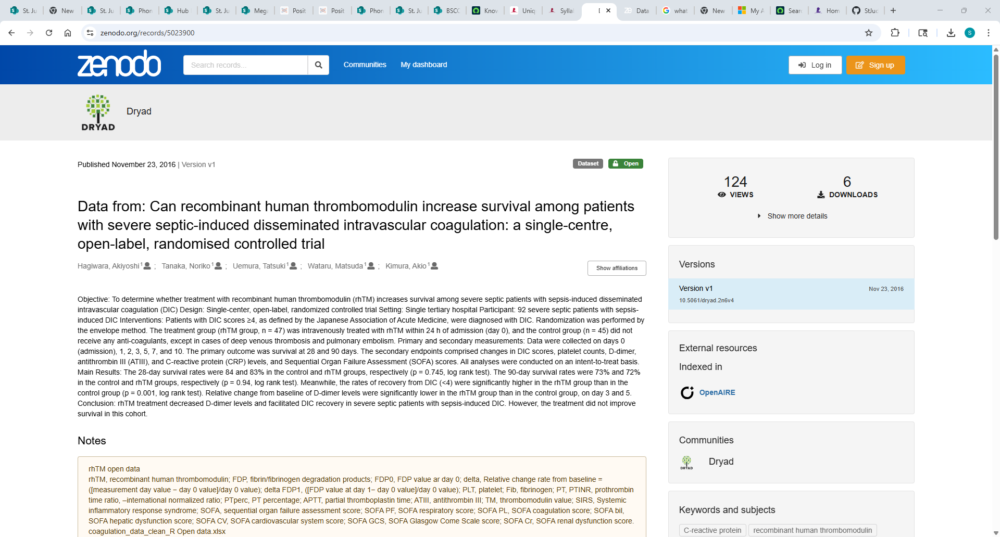 St. Ju
New
St. Ju
Phon
Hub
St. Ju
Mega
Posit
Posit
Phon
St. Ju
BSCC
Know
Uniq
Sylla
Data
what
New
My A
Sear
Hom
StJuc
zenodo.org/records/5023900
S
zenodo
Search records...
Communities
My dashboard
Log in
Sign up
DRYAD
Dryad
Published November 23, 2016 | Version v1
Dataset
Open
Data from: Can recombinant human thrombomodulin increase survival among patients
with severe septic-induced disseminated intravascular coagulation: a single-centre,
open-label, randomised controlled trial
Hagiwara, Akiyoshi1 ; Tanaka, Noriko1 ; Uemura, Tatsuki1 ; Wataru, Matsuda1 ; Kimura, Akio1
Show affiliations
Objective: To determine whether treatment with recombinant human thrombomodulin (rhTM) increases survival among severe septic patients with sepsis-induced disseminated
intravascular coagulation (DIC) Design: Single-center, open-label, randomized controlled trial Setting: Single tertiary hospital Participant: 92 severe septic patients with sepsis-
induced DIC Interventions: Patients with DIC scores ≥4, as defined by the Japanese Association of Acute Medicine, were diagnosed with DIC. Randomization was performed by
the envelope method. The treatment group (rhTM group, n = 47) was intravenously treated with rhTM within 24 h of admission (day 0), and the control group (n = 45) did not
receive any anti-coagulants, except in cases of deep venous thrombosis and pulmonary embolism. Primary and secondary measurements: Data were collected on days 0
(admission), 1, 2, 3, 5, 7, and 10. The primary outcome was survival at 28 and 90 days. The secondary endpoints comprised changes in DIC scores, platelet counts, D-dimer,
antithrombin III (ATIII), and C-reactive protein (CRP) levels, and Sequential Organ Failure Assessment (SOFA) scores. All analyses were conducted on an intent-to-treat basis.
Main Results: The 28-day survival rates were 84 and 83% in the control and rhTM groups, respectively (p = 0.745, log rank test). The 90-day survival rates were 73% and 72%
in the control and rhTM groups, respectively (p = 0.94, log rank test). Meanwhile, the rates of recovery from DIC (<4) were significantly higher in the rhTM group than in the
control group (p = 0.001, log rank test). Relative change from baseline of D-dimer levels were significantly lower in the rhTM group than in the control group, on day 3 and 5.
Conclusion: rhTM treatment decreased D-dimer levels and facilitated DIC recovery in severe septic patients with sepsis-induced DIC. However, the treatment did not improve
survival in this cohort.
Notes
rhTM open data
rhTM, recombinant human thrombomodulin; FDP, fibrin/fibrinogen degradation products; FDP0, FDP value ar day 0; delta, Relative change rate from baseline =
([measurement day value − day 0 value]/day 0 value); delta FDP1, ([FDP value at day 1− day 0 value]/day 0 value); PLT, platelet; Fib, fibrinogen; PT, PTINR, prothrombin
time ratio, –international normalized ratio; PTperc, PT percentage; APTT, partial thromboplastin time; ATIII, antithrombin III; TM, thrombomodulin value; SIRS, Systemic
inflammatory response syndrome; SOFA, sequential organ failure assessment score; SOFA PF, SOFA respiratory score; SOFA PL, SOFA coagulation score; SOFA bil,
SOFA hepatic dysfunction score; SOFA CV, SOFA cardiovascular system score; SOFA GCS, SOFA Glasgow Come Scale score; SOFA Cr, SOFA renal dysfunction score.
coagulation_data_clean_R Open data.xlsx
124
VIEWS
6
DOWNLOADS
Show more details
Versions
Version v1
Nov 23, 2016
10.5061/dryad.2n6v4
External resources
Indexed in
OpenAIRE
Communities
DRYAD
Dryad
Keywords and subjects
C-reactive protein
recombinant human thrombomodulin